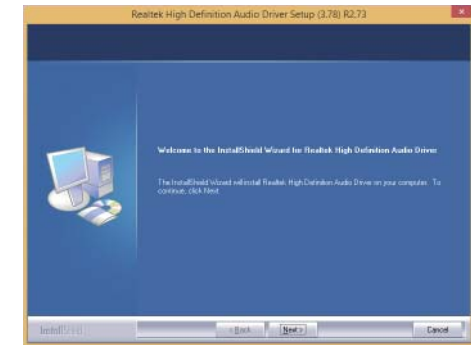 Realtek High Definition Audio Driver Setup (3.78) R2.73
Welcome to the InstallShield Wizard for Realtek High Definition Audio Driver
The InstallShield Wizard will install Realtek High Definition Audio Driver on your computer. To
continue, click Next
InstallShield
< Back
Next >
Cancel